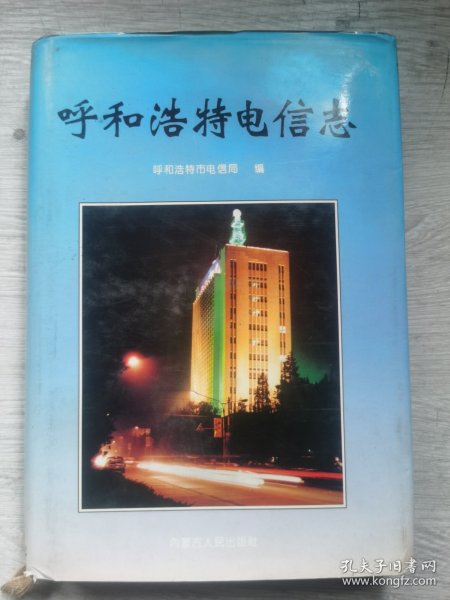 呼和浩特电信志
呼和浩特市电信局 编
内蒙古人民出版社
孔夫子旧书网
www.kongfz.com